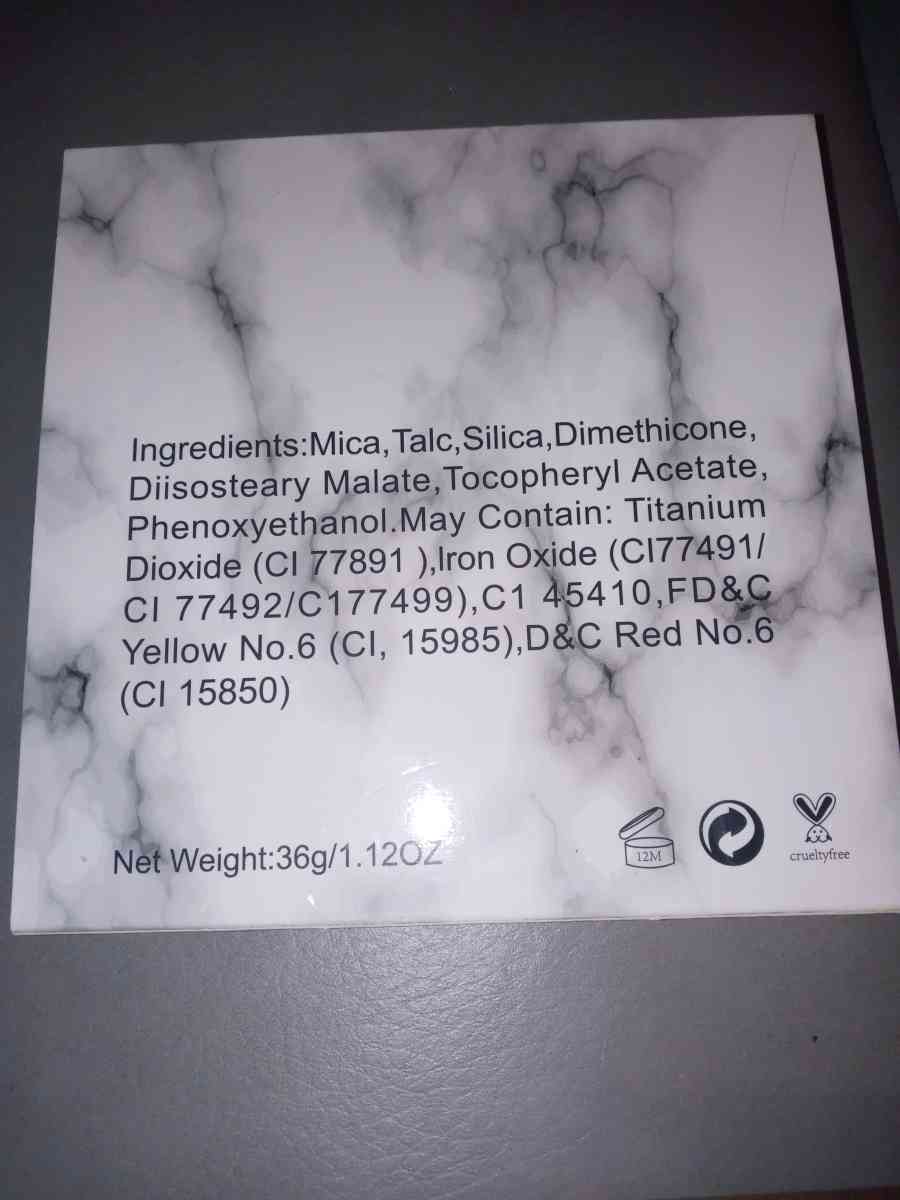 Ingredients:Mica,Talc,Silica,Dimethicone,
Diisosteary Malate,Tocopheryl Acetate,
Phenoxyethanol.May Contain: Titanium
Dioxide (CI 77891 ),Iron Oxide (CI77491/
CI 77492/C177499),C1 45410,FD&C
Yellow No.6 (CI, 15985),D&C Red No.6
(CI 15850)
Net Weight:36g/1.12OZ
12M
crueltyfree